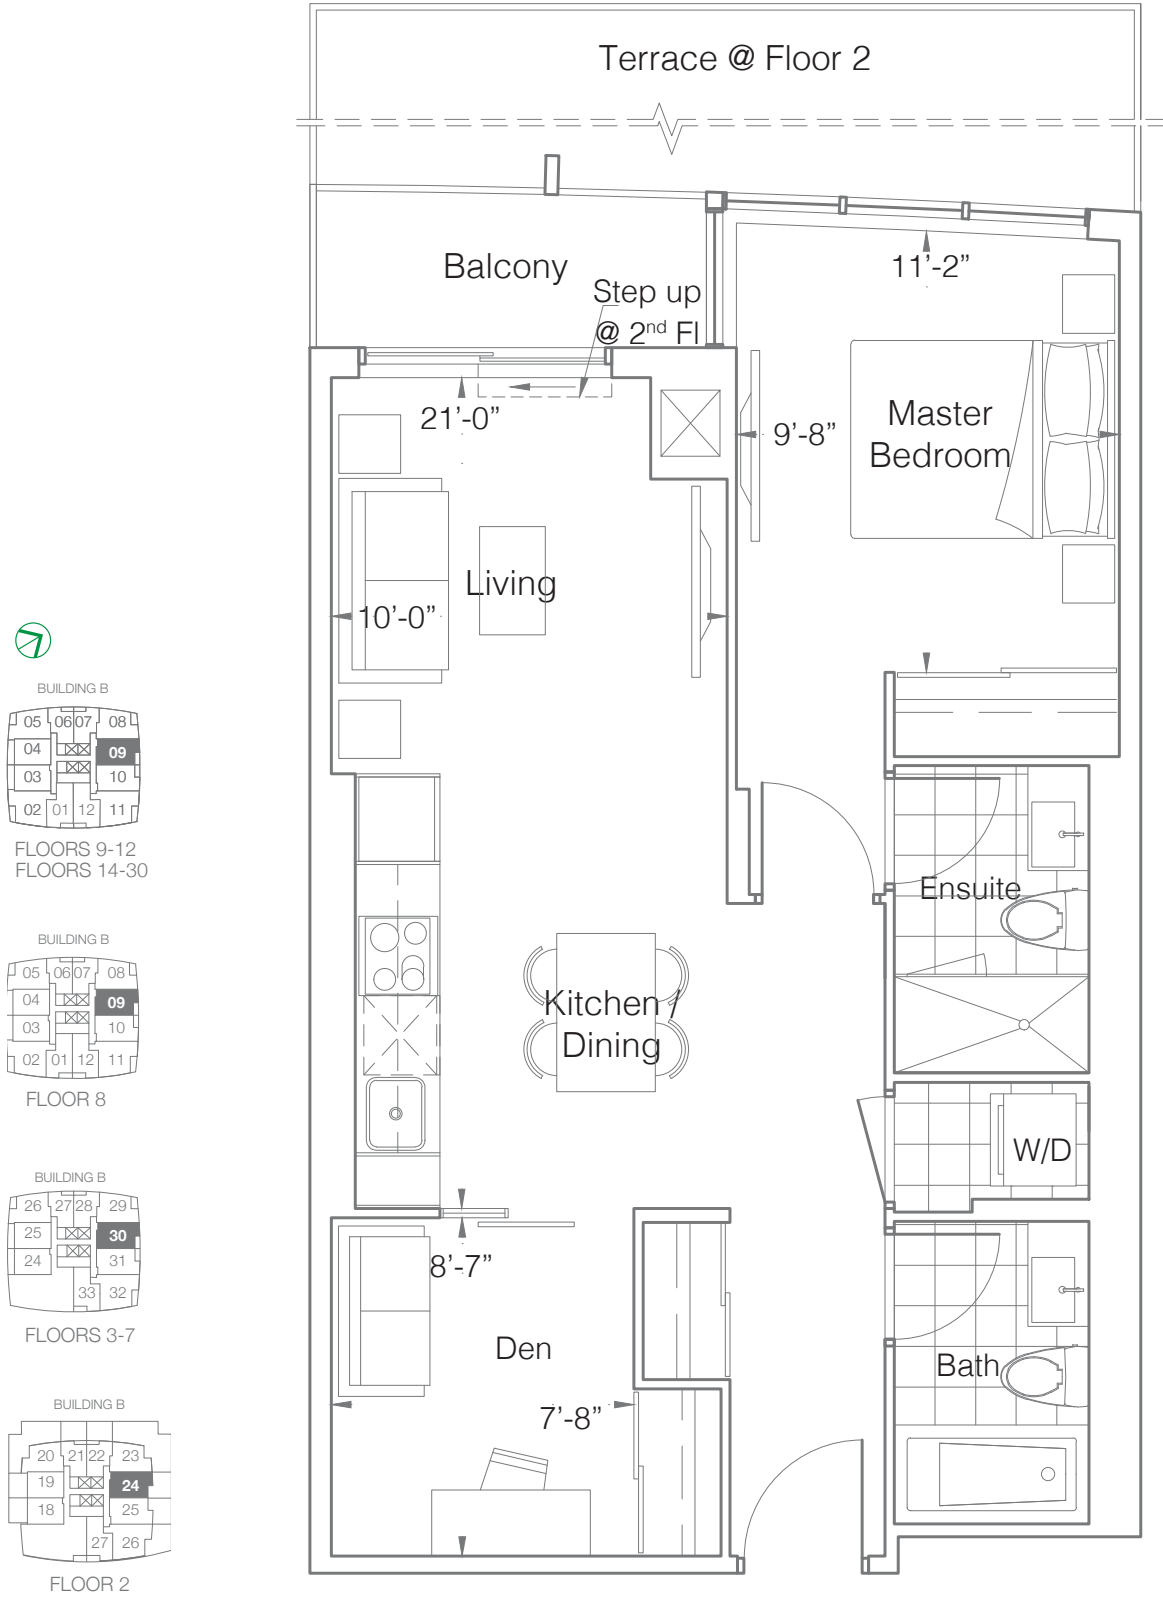 Terrace @ Floor 2
Balcony
Step up
@ 2nd Fl
11'-2"
21'-0"
9'-8"
Master
Bedroom
Living
10'-0"
Ensuite
Kitchen /
Dining
W/D
8'-7"
Den
Bath
7'-8"
BUILDING B
05 06 07 08
04 09
03 10
02 01 12 11
FLOORS 9-12
FLOORS 14-30
BUILDING B
05 06 07 08
04 09
03 10
02 01 12 11
FLOOR 8
BUILDING B
26 27 28 29
25 30
24 31
33 32
FLOORS 3-7
BUILDING B
20 21 22 23
19 24
18 25
27 26
FLOOR 2